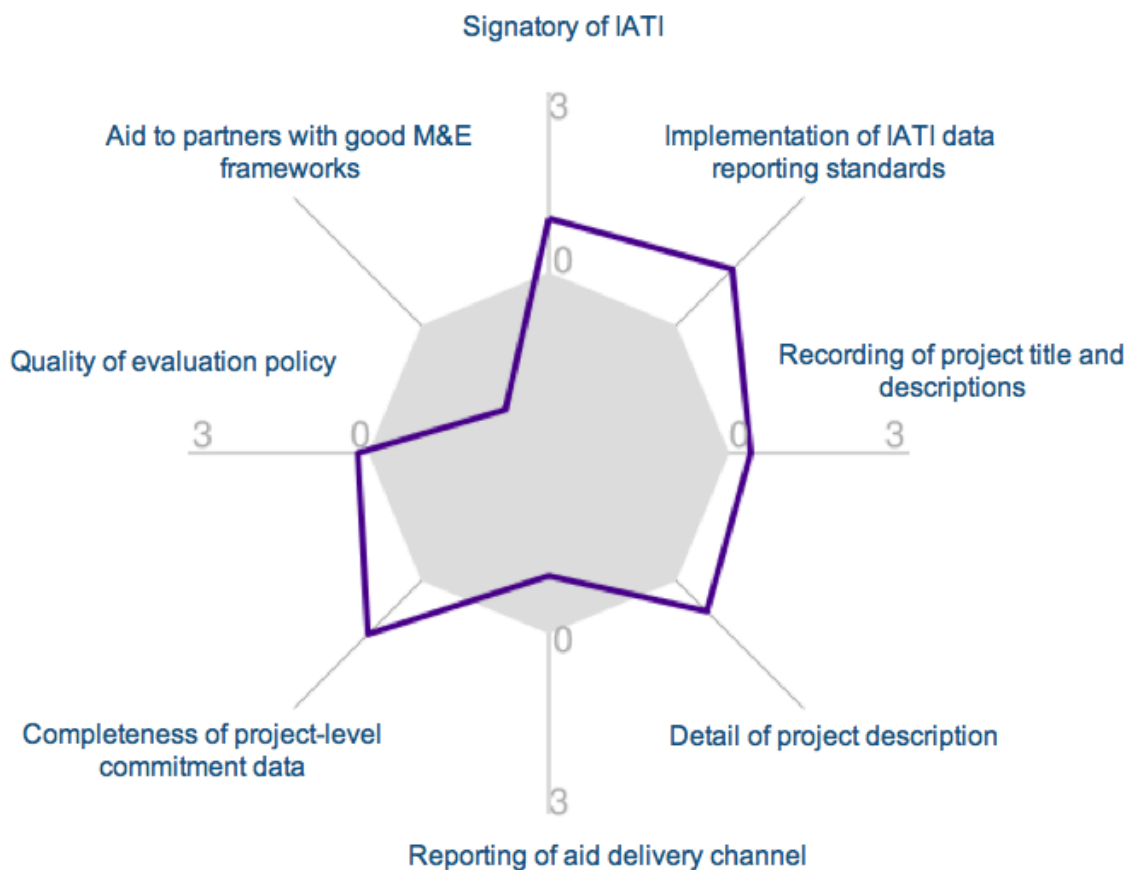 Signatory of IATI
3
Aid to partners with good M&E
frameworks
Implementation of IATI data
reporting standards
0
Quality of evaluation policy
Recording of project title and
descriptions
3
0
0
3
0
Completeness of project-level
commitment data
Detail of project description
3
Reporting of aid delivery channel